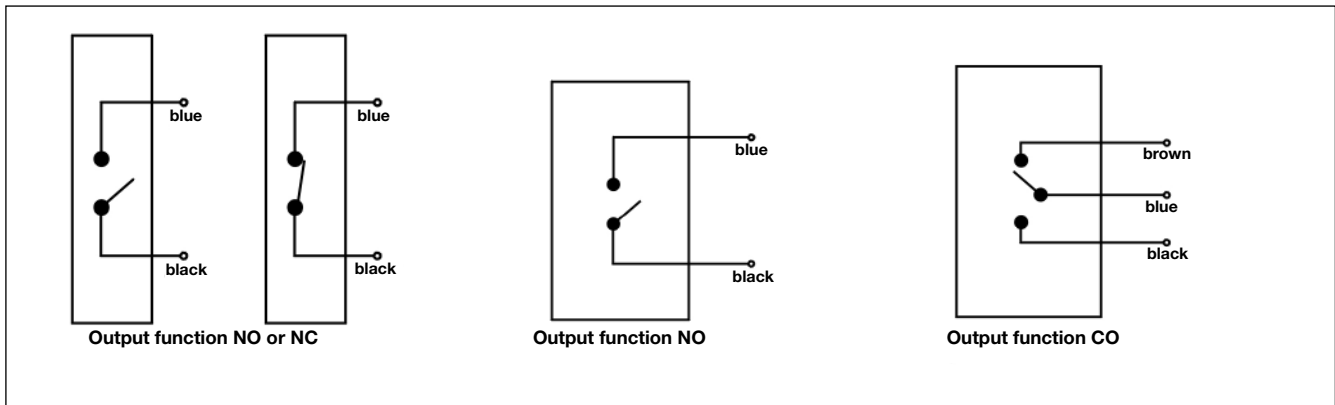 blue
black
blue
black
Output function NO or NC
blue
black
Output function NO
brown
blue
black
Output function CO